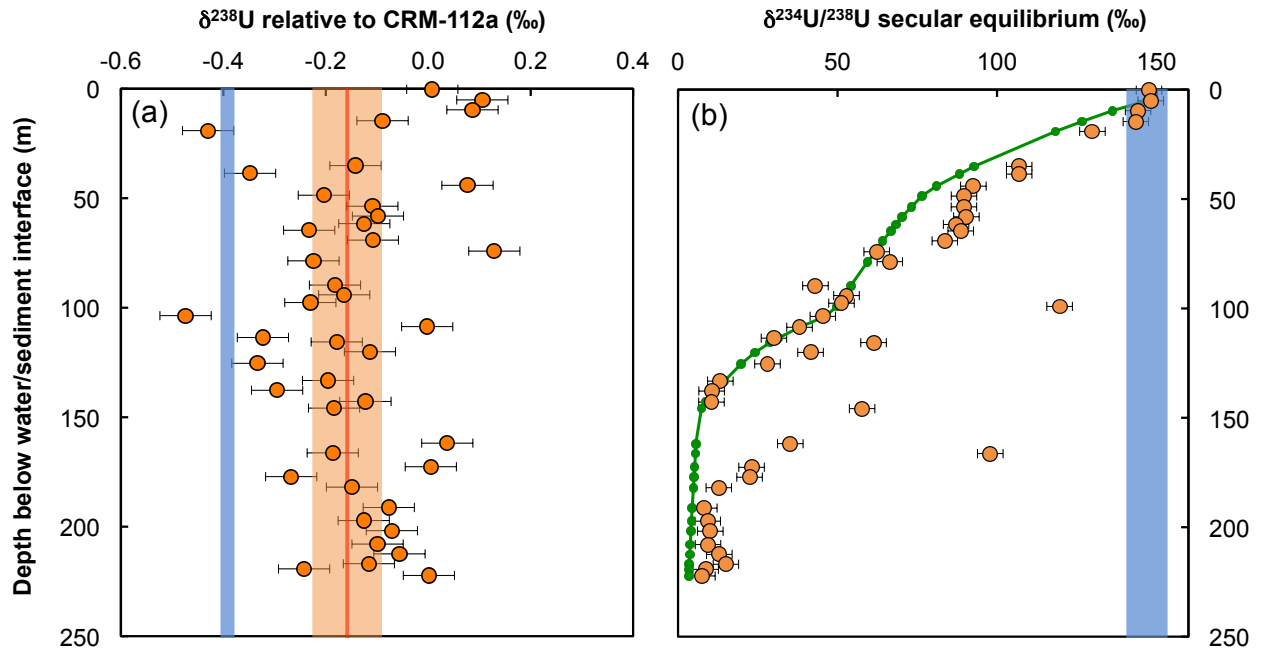 δ²³⁸U relative to CRM-112a (‰)
δ²³⁴U/²³⁸U secular equilibrium (‰)
-0.6 -0.4 -0.2 0.0 0.2 0.4
0 50 100 150
(a)
(b)
Depth below water/sediment interface (m)
0
50
100
150
200
250
0
50
100
150
200
250